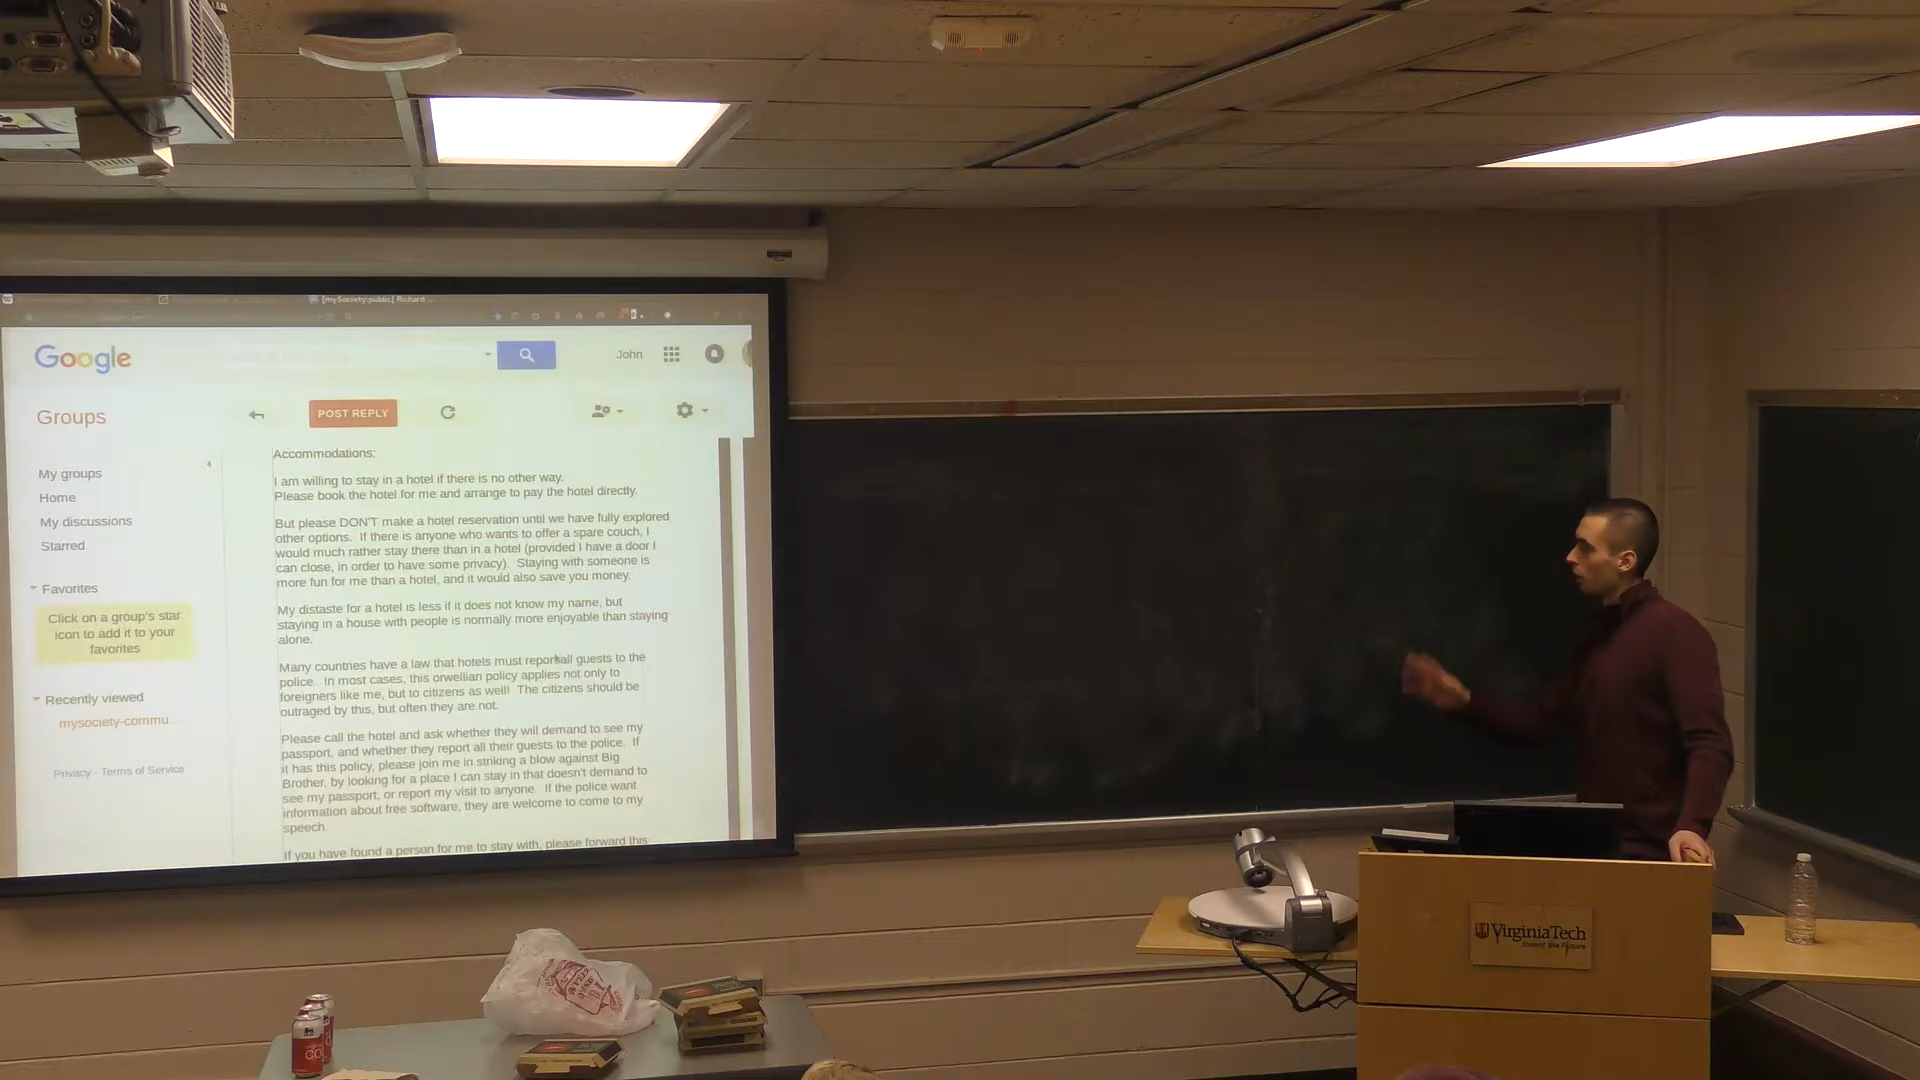 [mySociety:public] Richard ...
Google
John
Groups
POST REPLY
My groups
Home
My discussions
Starred
Favorites
Click on a group's star
icon to add it to your
favorites
Recently viewed
mysociety-commu...
Privacy - Terms of Service
Accommodations:
I am willing to stay in a hotel if there is no other way.
Please book the hotel for me and arrange to pay the hotel directly.
But please DON'T make a hotel reservation until we have fully explored
other options. If there is anyone who wants to offer a spare couch, I
would much rather stay there than in a hotel (provided I have a door I
can close, in order to have some privacy). Staying with someone is
more fun for me than a hotel, and it would also save you money.
My distaste for a hotel is less if it does not know my name, but
staying in a house with people is normally more enjoyable than staying
alone.
Many countries have a law that hotels must report all guests to the
police. In most cases, this orwellian policy applies not only to
foreigners like me, but to citizens as well! The citizens should be
outraged by this, but often they are not.
Please call the hotel and ask whether they will demand to see my
passport, and whether they report all their guests to the police. If
it has this policy, please join me in striking a blow against Big
Brother, by looking for a place I can stay in that doesn't demand to
see my passport, or report my visit to anyone. If the police want
information about free software, they are welcome to come to my
speech.
If you have found a person for me to stay with, please forward this
VirginiaTech
Invent the Future